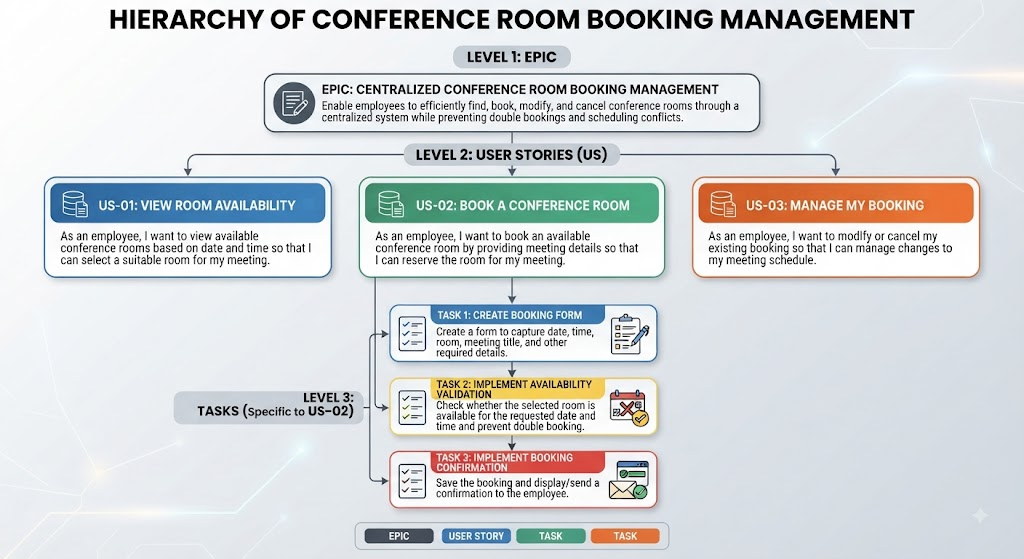 HIERARCHY OF CONFERENCE ROOM BOOKING MANAGEMENT
LEVEL 1: EPIC
EPIC: CENTRALIZED CONFERENCE ROOM BOOKING MANAGEMENT
Enable employees to efficiently find, book, modify, and cancel conference rooms through a
centralized system while preventing double bookings and scheduling conflicts.
LEVEL 2: USER STORIES (US)
US-01: VIEW ROOM AVAILABILITY
As an employee, I want to view available
conference rooms based on date and time so that I
can select a suitable room for my meeting.
US-02: BOOK A CONFERENCE ROOM
As an employee, I want to book an available
conference room by providing meeting details so that
I can reserve the room for my meeting.
US-03: MANAGE MY BOOKING
As an employee, I want to modify or cancel my
existing booking so that I can manage changes to
my meeting schedule.
TASK 1: CREATE BOOKING FORM
Create a form to capture date, time,
room, meeting title, and other
required details.
TASK 2: IMPLEMENT AVAILABILITY
VALIDATION
Check whether the selected room is
available for the requested date and
time and prevent double booking.
LEVEL 3:
TASKS (Specific to US-02)
TASK 3: IMPLEMENT BOOKING
CONFIRMATION
Save the booking and display/send a
confirmation to the employee.
EPIC
USER STORY
TASK
TASK